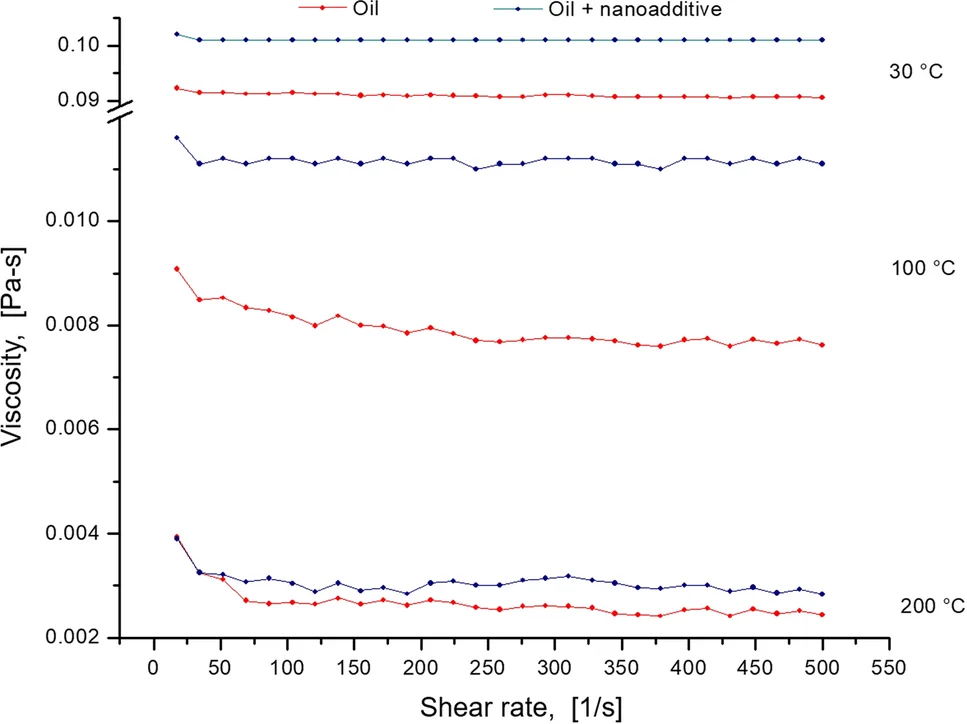 Oil
Oil + nanoadditive
0.10
30 °C
0.09
0.010
100 °C
0.008
Viscosity, [Pa-s]
0.006
0.004
200 °C
0.002
0 50 100 150 200 250 300 350 400 450 500 550
Shear rate, [1/s]